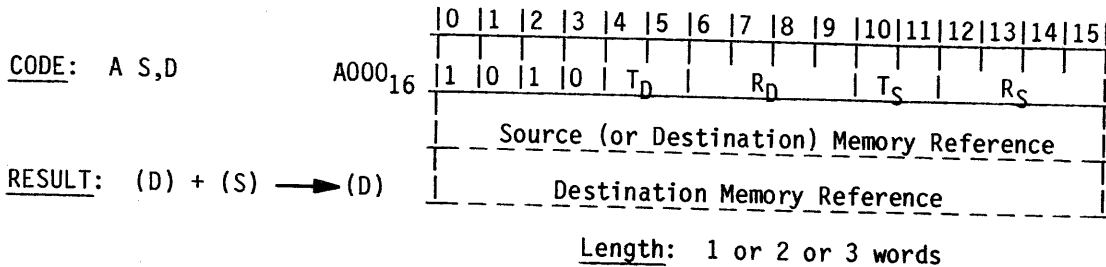 |0 |1 |2 |3 |4 |5 |6 |7 |8 |9 |10|11|12|13|14|15|
CODE: A S,D A000₁₆ |1 |0 |1 |0 | T_D | R_D | T_S | R_S |
Source (or Destination) Memory Reference
RESULT: (D) + (S) ⟶ (D) Destination Memory Reference
Length: 1 or 2 or 3 words